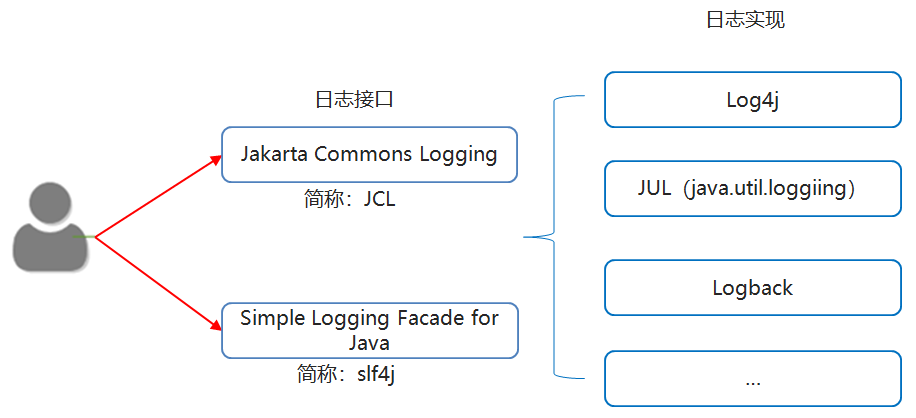 日志实现
日志接口
Jakarta Commons Logging
简称：JCL
Simple Logging Facade for
Java
简称：slf4j
Log4j
JUL（java.util.loggiing）
Logback
...